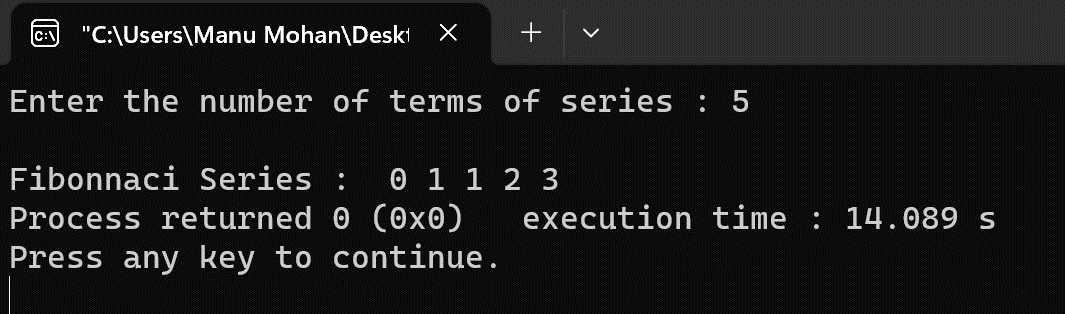 "C:\Users\Manu Mohan\Deskt
Enter the number of terms of series : 5
Fibonnaci Series :  0 1 1 2 3
Process returned 0 (0x0)   execution time : 14.089 s
Press any key to continue.